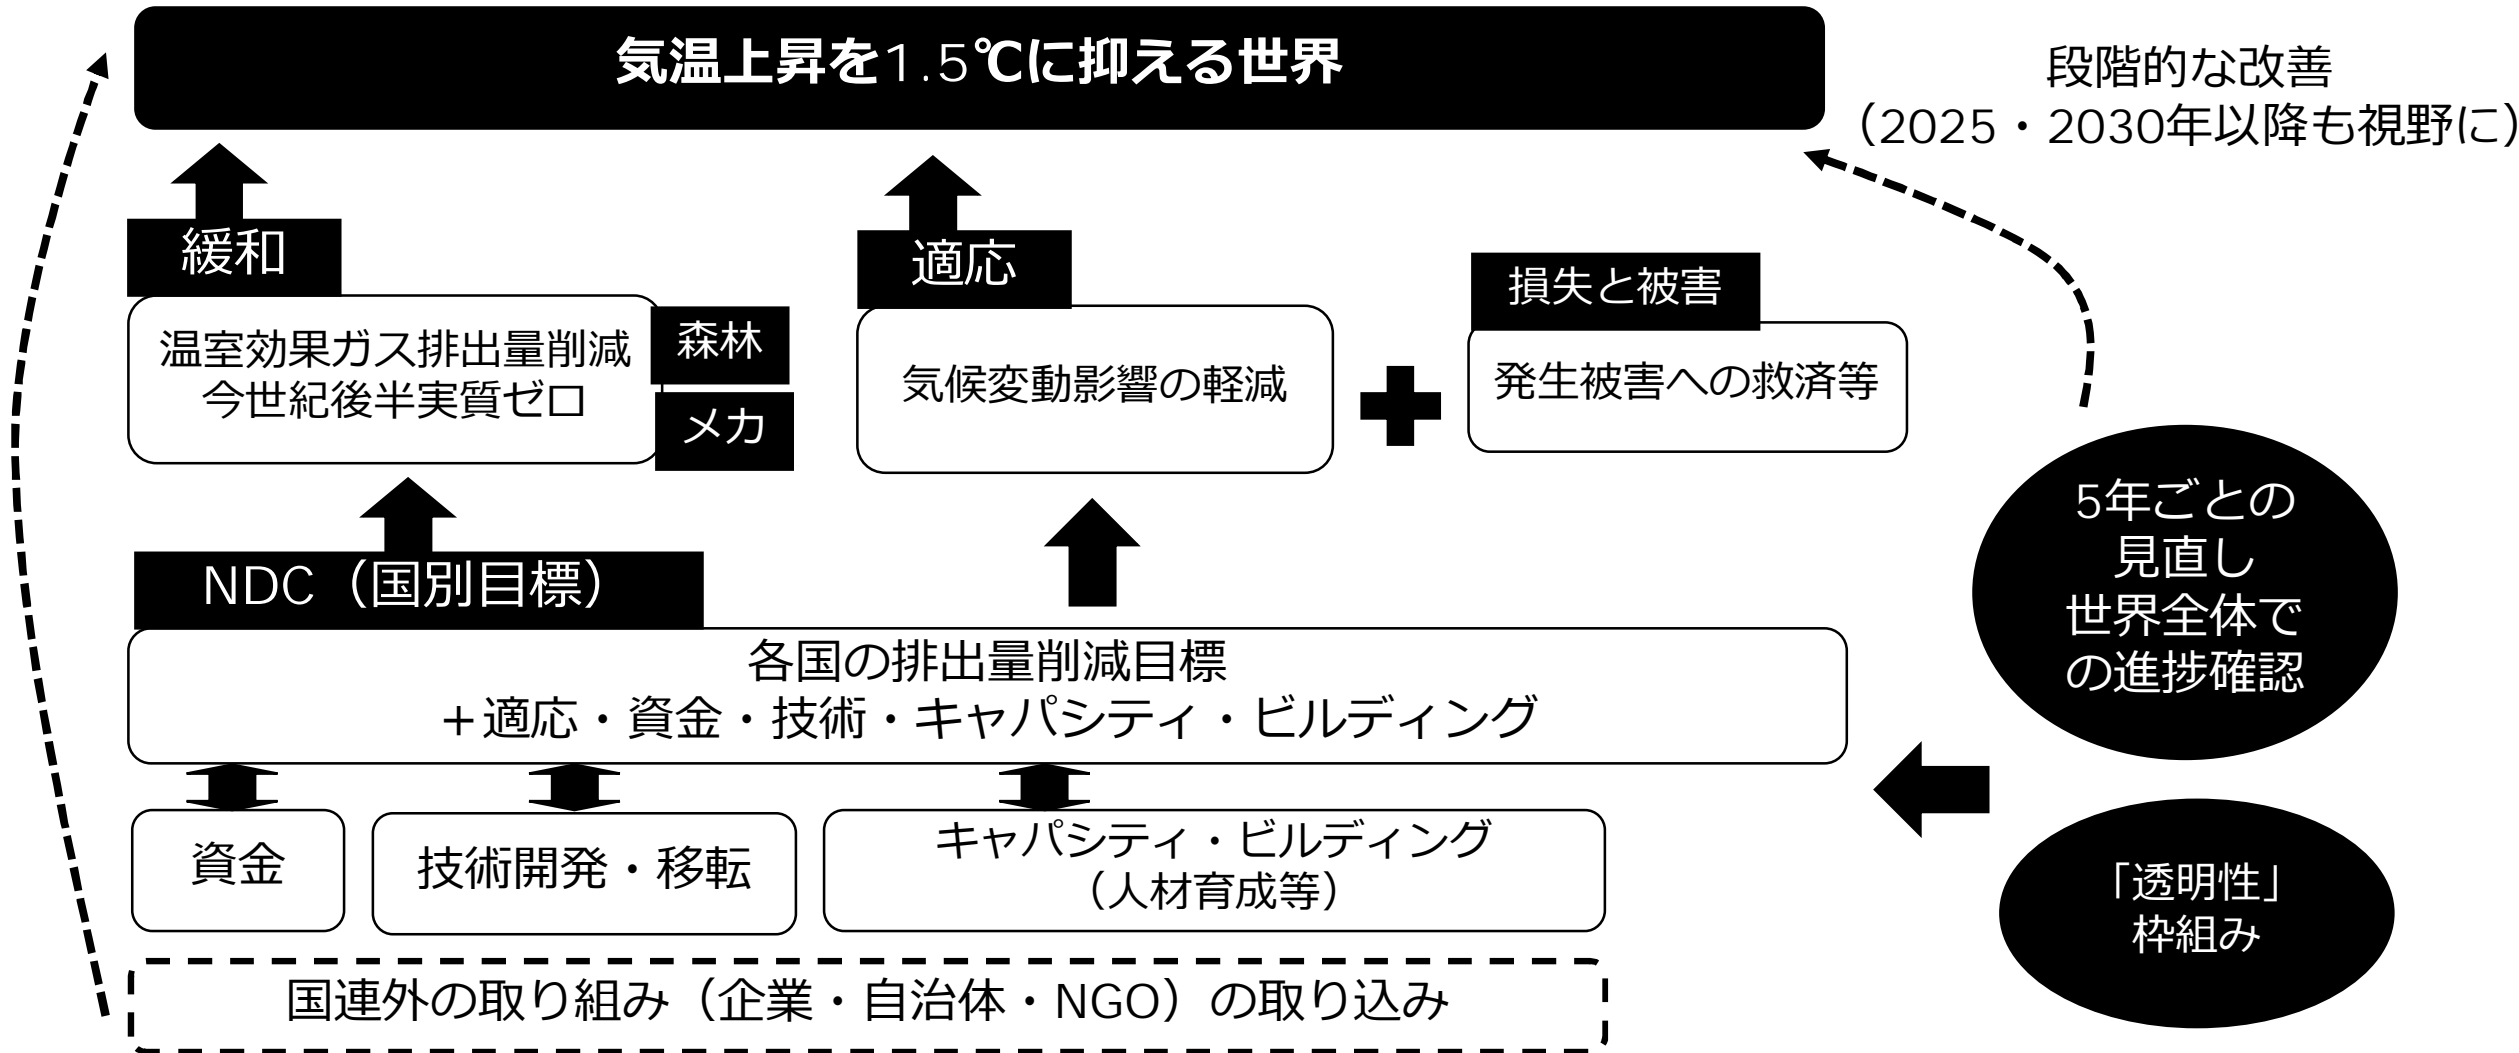 気温上昇を1.5℃に抑える世界
段階的な改善
（2025・2030年以降も視野に）
緩和
温室効果ガス排出量削減
今世紀後半実質ゼロ
森林
メカ
適応
気候変動影響の軽減
損失と被害
発生被害への救済等
5年ごとの
見直し
世界全体で
の進捗確認
NDC（国別目標）
各国の排出量削減目標
+適応・資金・技術・キャパシティ・ビルディング
資金
技術開発・移転
キャパシティ・ビルディング
（人材育成等）
「透明性」
枠組み
国連外の取り組み（企業・自治体・NGO）の取り込み